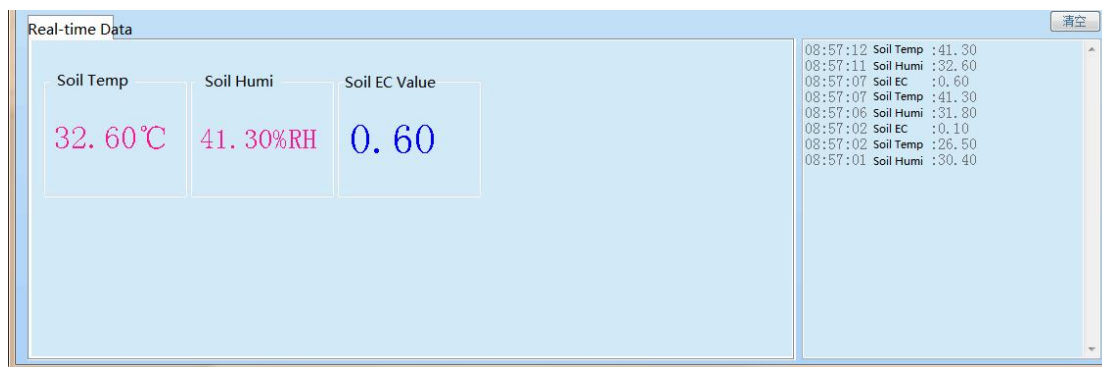 Real-time Data
清空
Soil Temp
Soil Humi
Soil EC Value
32.60℃
41.30%RH
0.60
08:57:12 Soil Temp :41.30
08:57:11 Soil Humi :32.60
08:57:07 Soil EC :0.60
08:57:07 Soil Temp :41.30
08:57:06 Soil Humi :31.80
08:57:02 Soil EC :0.10
08:57:02 Soil Temp :26.50
08:57:01 Soil Humi :30.40